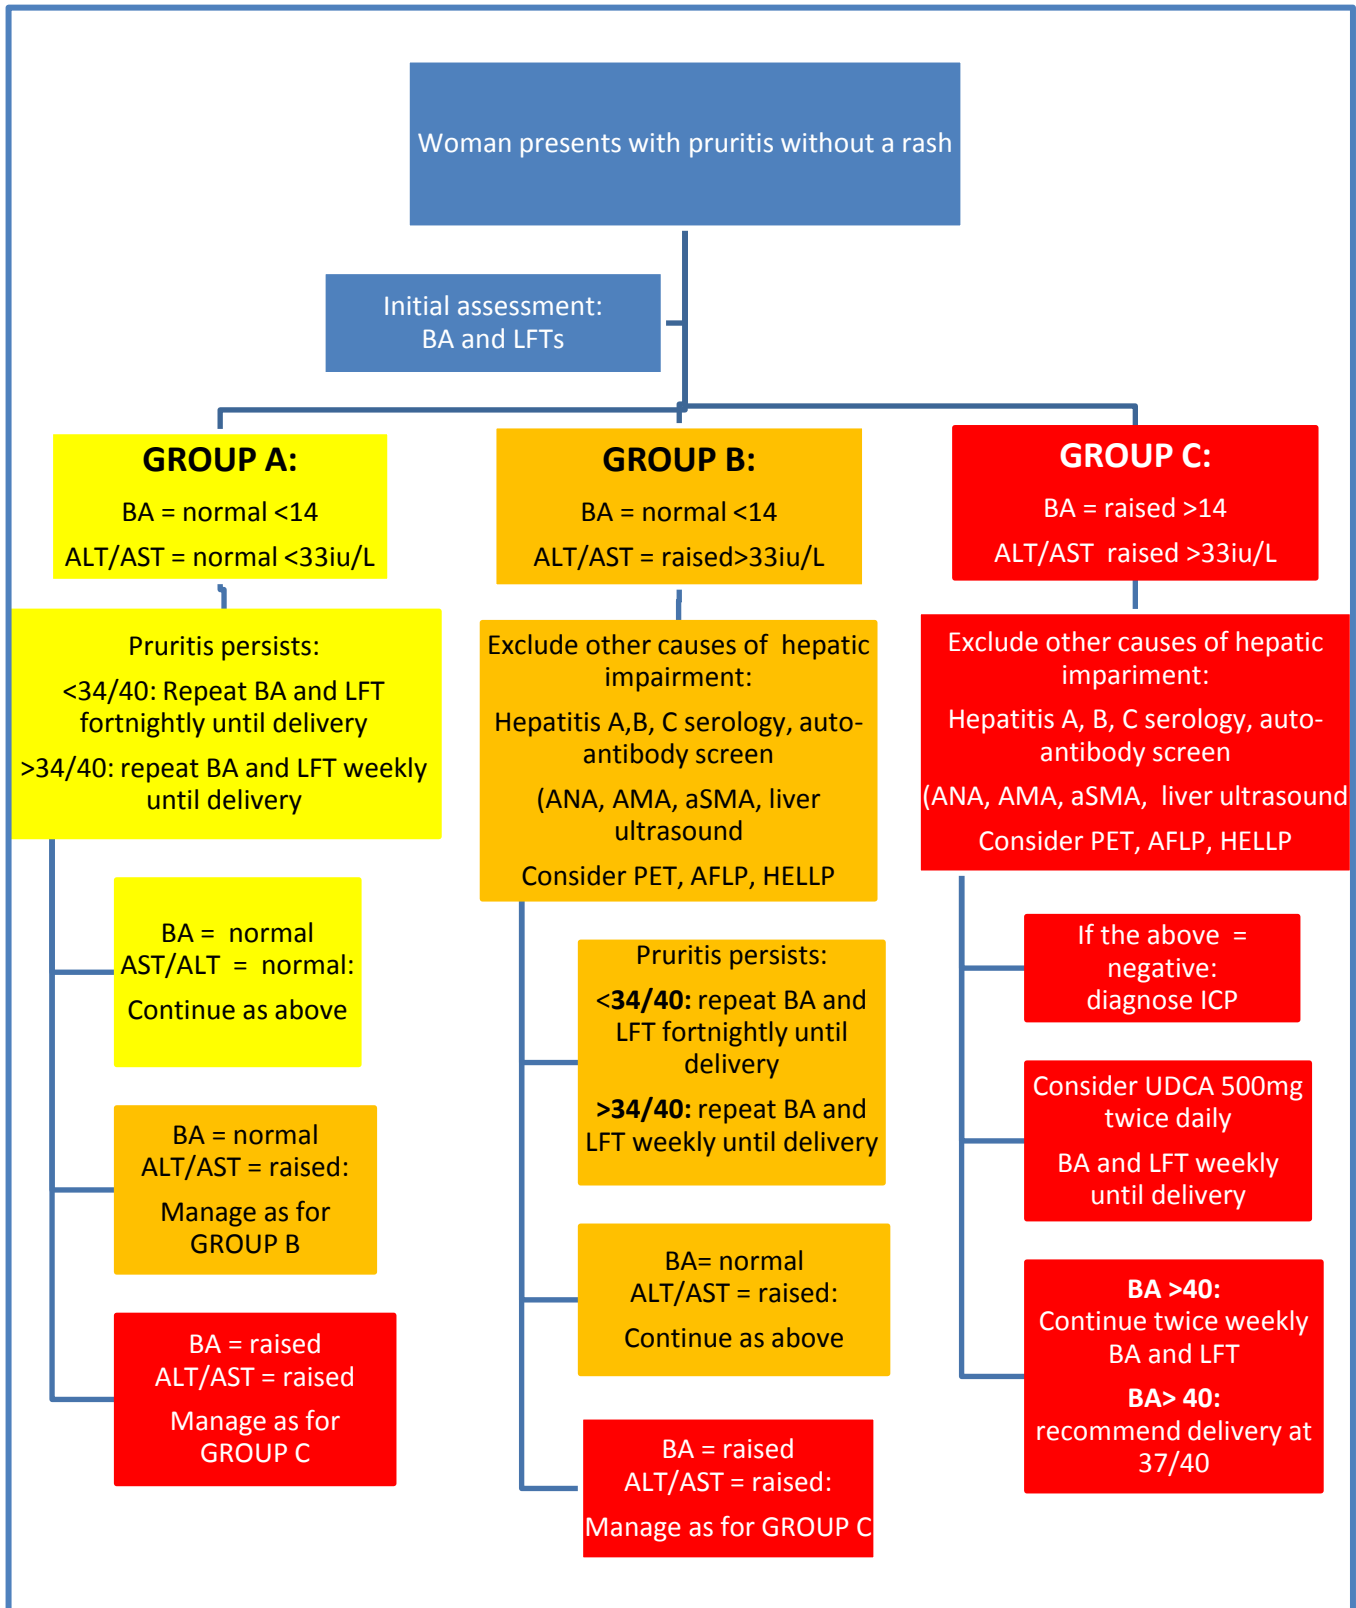 Woman presents with pruritis without a rash
Initial assessment:
BA and LFTs
GROUP A:
BA = normal <14
ALT/AST = normal <33iu/L
Pruritis persists:
<34/40: Repeat BA and LFT
fortnightly until delivery
>34/40: repeat BA and LFT weekly
until delivery
BA = normal
AST/ALT = normal:
Continue as above
BA = normal
ALT/AST = raised:
Manage as for
GROUP B
BA = raised
ALT/AST = raised
Manage as for
GROUP C
GROUP B:
BA = normal <14
ALT/AST = raised>33iu/L
Exclude other causes of hepatic
impairment:
Hepatitis A,B, C serology, auto-
antibody screen
(ANA, AMA, aSMA, liver
ultrasound
Consider PET, AFLP, HELLP
Pruritis persists:
<34/40: repeat BA and
LFT fortnightly until
delivery
>34/40: repeat BA and
LFT weekly until delivery
BA= normal
ALT/AST = raised:
Continue as above
BA = raised
ALT/AST = raised:
Manage as for GROUP C
GROUP C:
BA = raised >14
ALT/AST raised >33iu/L
Exclude other causes of hepatic
impariment:
Hepatitis A, B, C serology, auto-
antibody screen
(ANA, AMA, aSMA, liver ultrasound
Consider PET, AFLP, HELLP
If the above =
negative:
diagnose ICP
Consider UDCA 500mg
twice daily
BA and LFT weekly
until delivery
BA >40:
Continue twice weekly
BA and LFT
BA> 40:
recommend delivery at
37/40